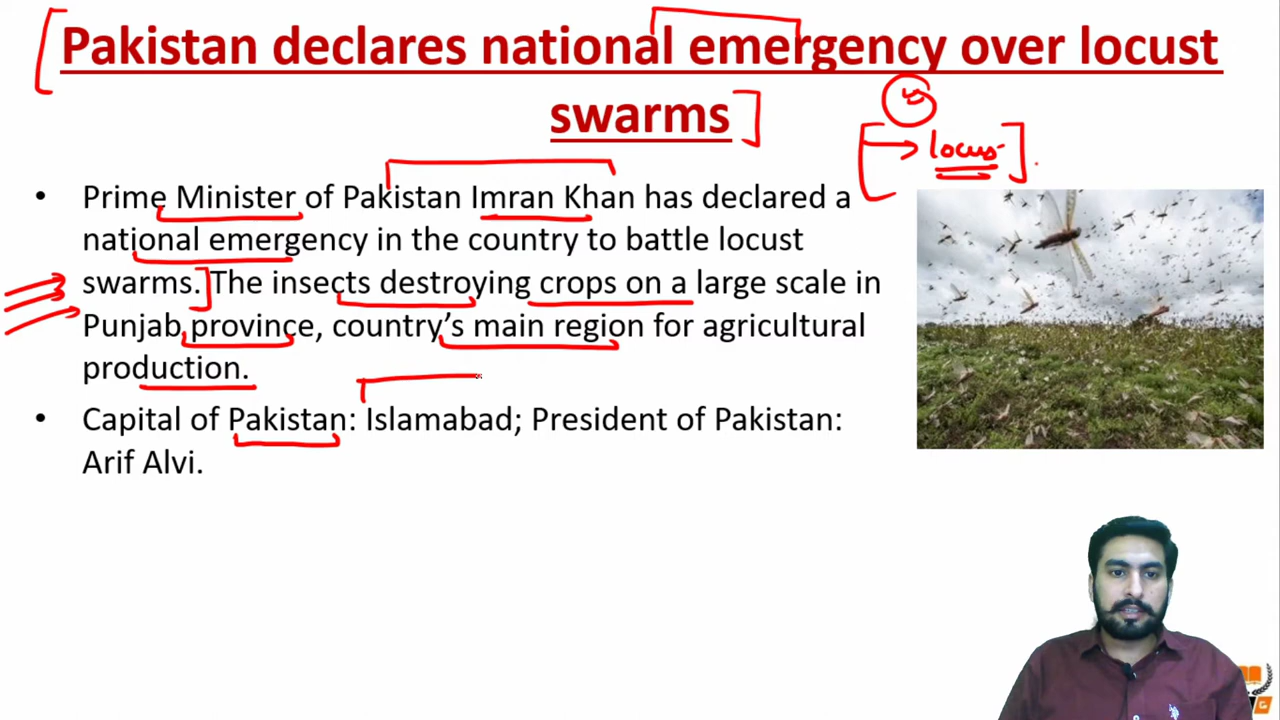 Pakistan declares national emergency over locust
swarms
locus
• Prime Minister of Pakistan Imran Khan has declared a
national emergency in the country to battle locust
swarms. The insects destroying crops on a large scale in
Punjab province, country’s main region for agricultural
production.
• Capital of Pakistan: Islamabad; President of Pakistan:
Arif Alvi.